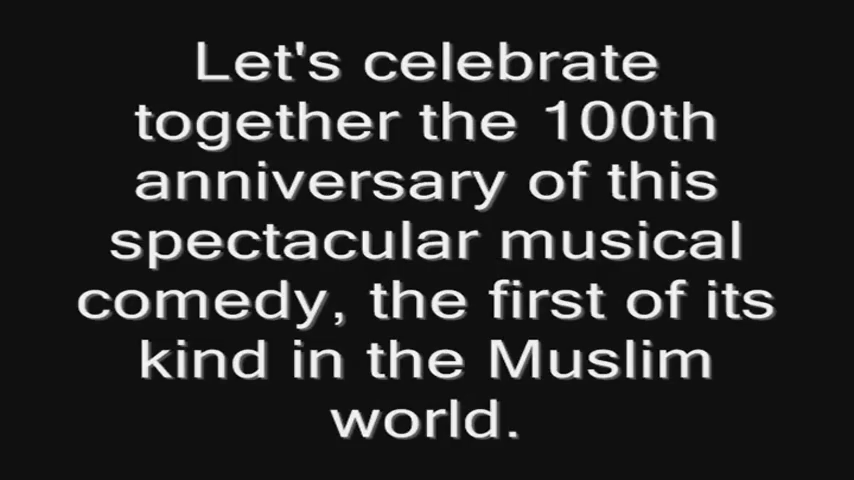 Let's celebrate
together the 100th
anniversary of this
spectacular musical
comedy, the first of its
kind in the Muslim
world.